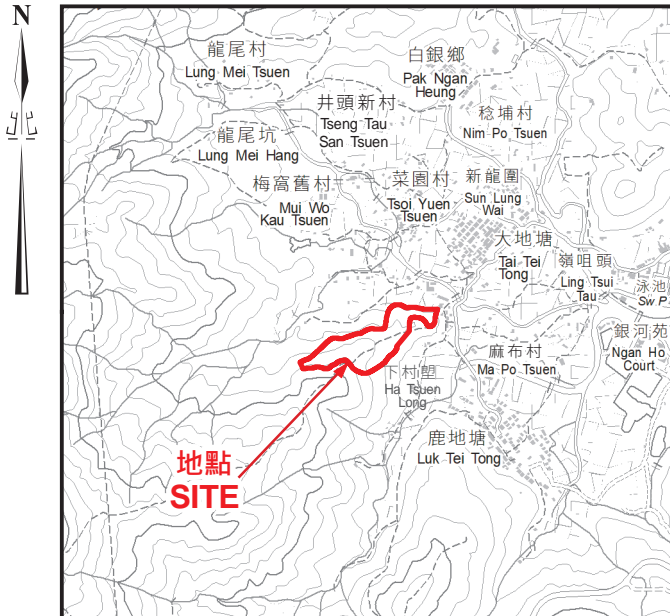 N
龍尾村
Lung Mei Tsuen
白銀鄉
Pak Ngan
Heung
井頭新村
Tseng Tau
San Tsuen
稔埔村
Nim Po Tsuen
龍尾坑
Lung Mei Hang
梅窩舊村
Mui Wo
Kau Tsuen
菜園村
Tsoi Yuen
Tsuen
新龍圍
Sun Lung
Wai
大地塘
Tai Tei
Tong
嶺咀頭
Ling Tsui
Tau
泳池
Sw P
銀河苑
Ngan Ho
Court
麻布村
Ma Po Tsuen
下村塱
Ha Tsuen
Long
鹿地塘
Luk Tei Tong
地點
SITE